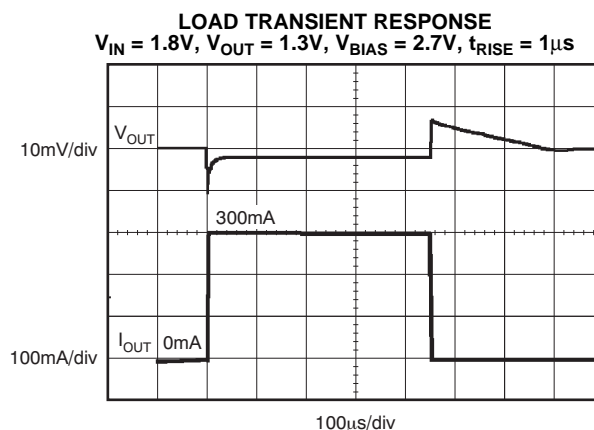 LOAD TRANSIENT RESPONSE
V_IN = 1.8V, V_OUT = 1.3V, V_BIAS = 2.7V, t_RISE = 1μs
V_OUT
10mV/div
300mA
I_OUT 0mA
100mA/div
100μs/div